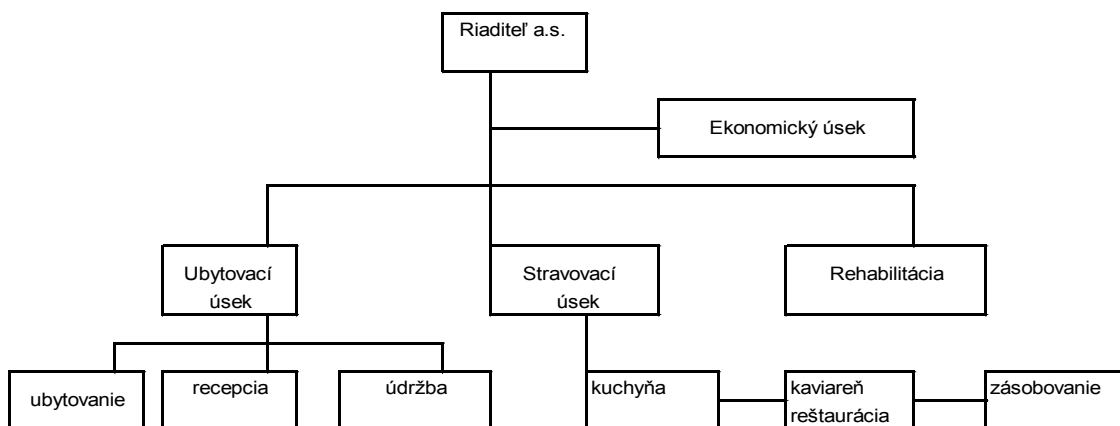 Riaditeľ a.s.
Ekonomický úsek
Ubytovací
úsek
Stravovací
úsek
Rehabilitácia
ubytovanie
recepcia
údržba
kuchyňa
kaviareň
reštaurácia
zásobovanie